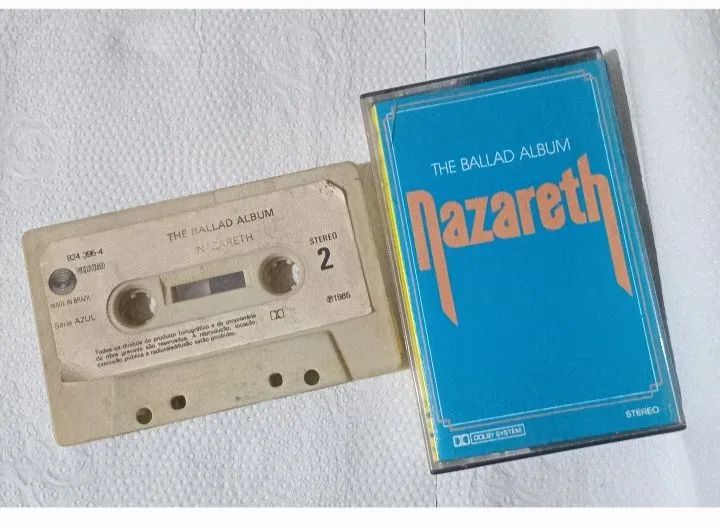 THE BALLAD ALBUM
NAZARETH
824 396-4
MADE IN BRAZIL
Série AZUL
STEREO
2
℗1985
Todos os direitos do produtor fonográfico e do proprietário
da obra gravada são reservados. A reprodução, locação,
execução pública e radioteledifusão estão proibidas.
THE BALLAD ALBUM
Nazareth
DOLBY SYSTEM
STEREO